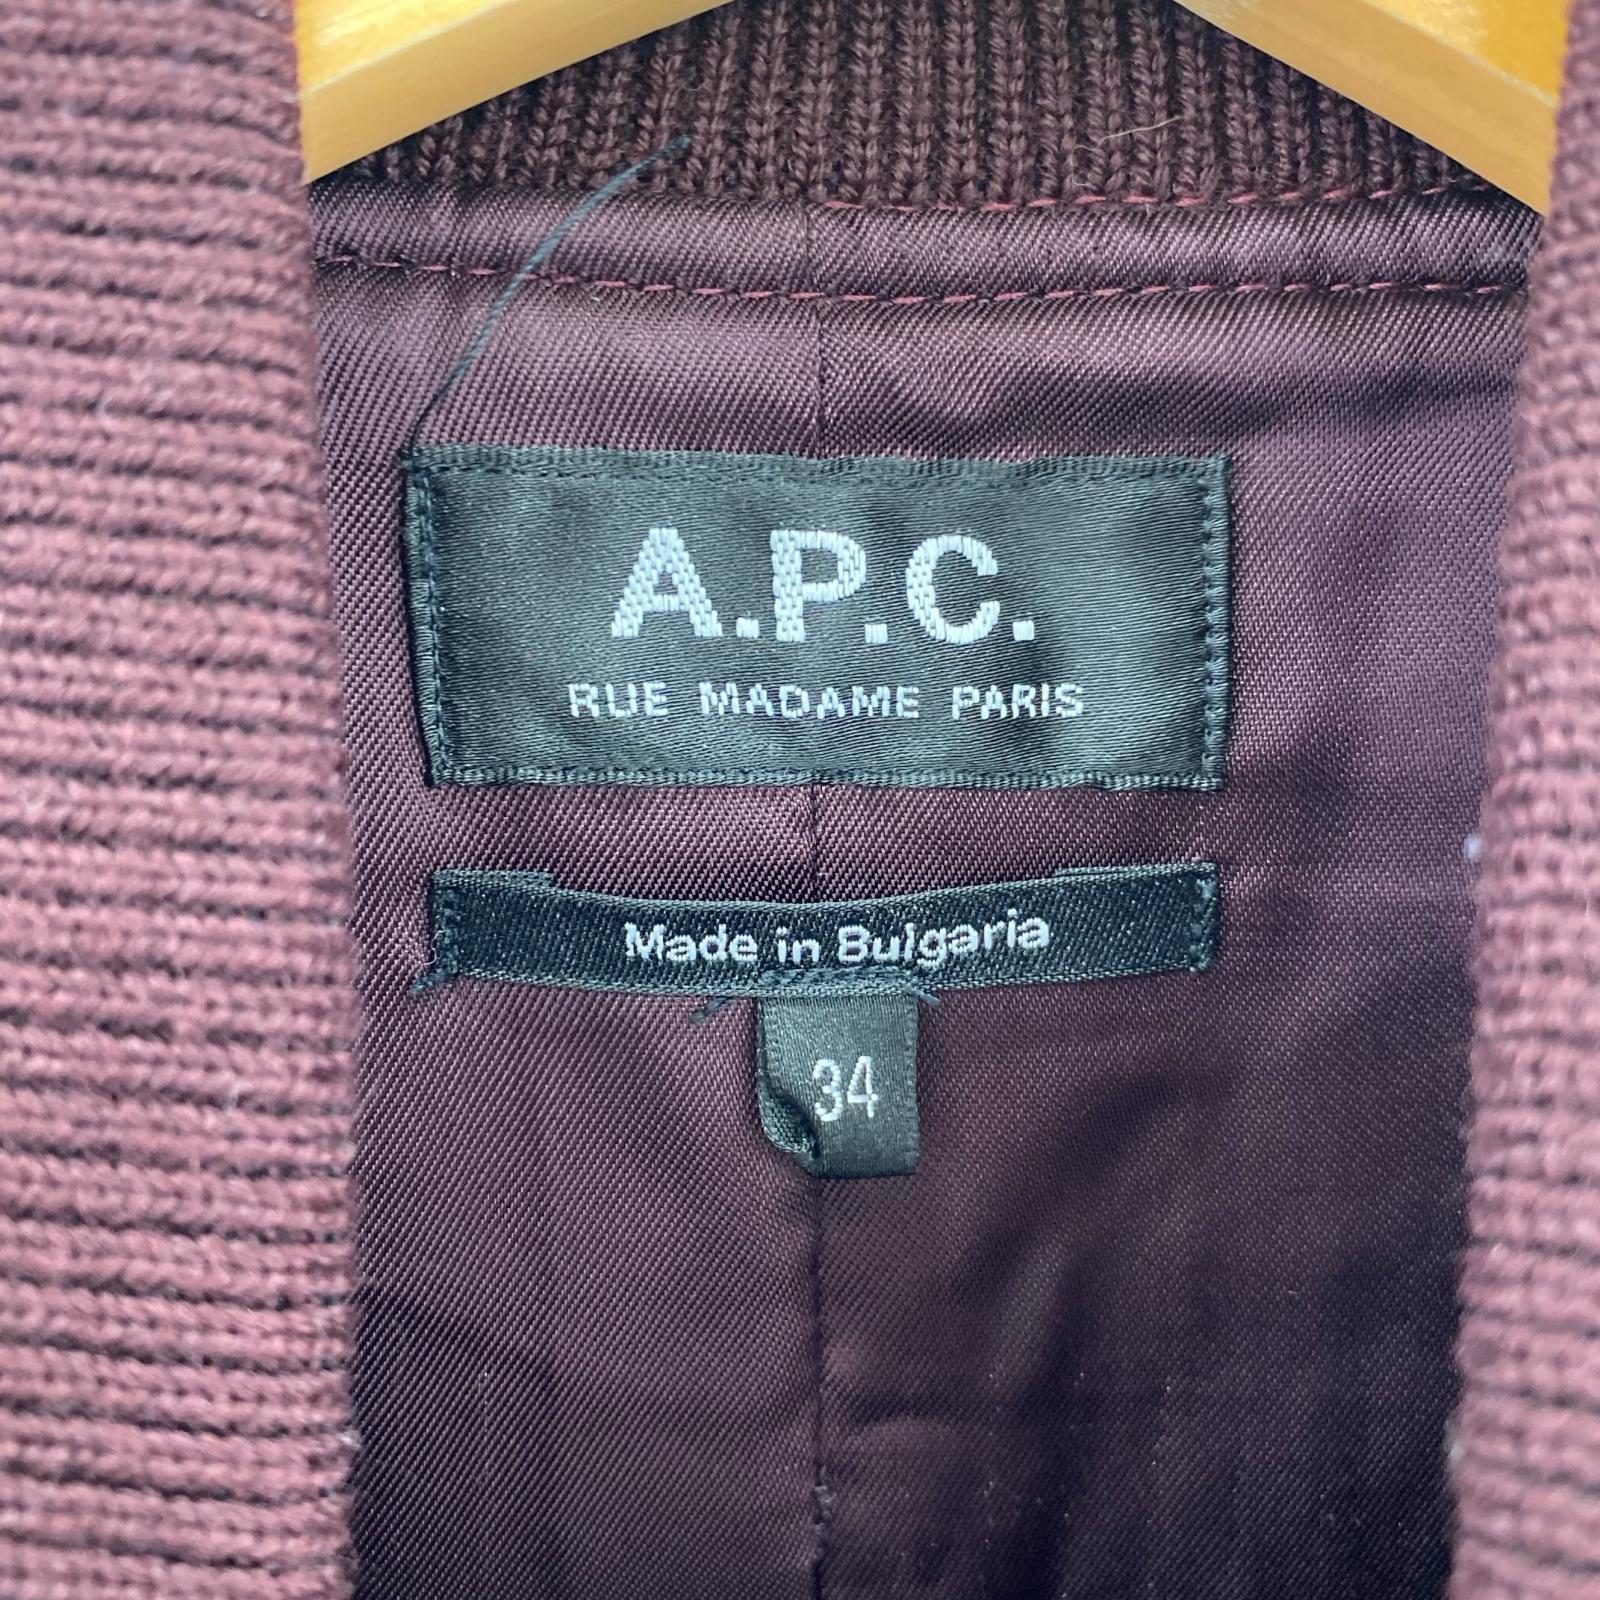 A.P.C.
RUE MADAME PARIS
Made in Bulgaria
34